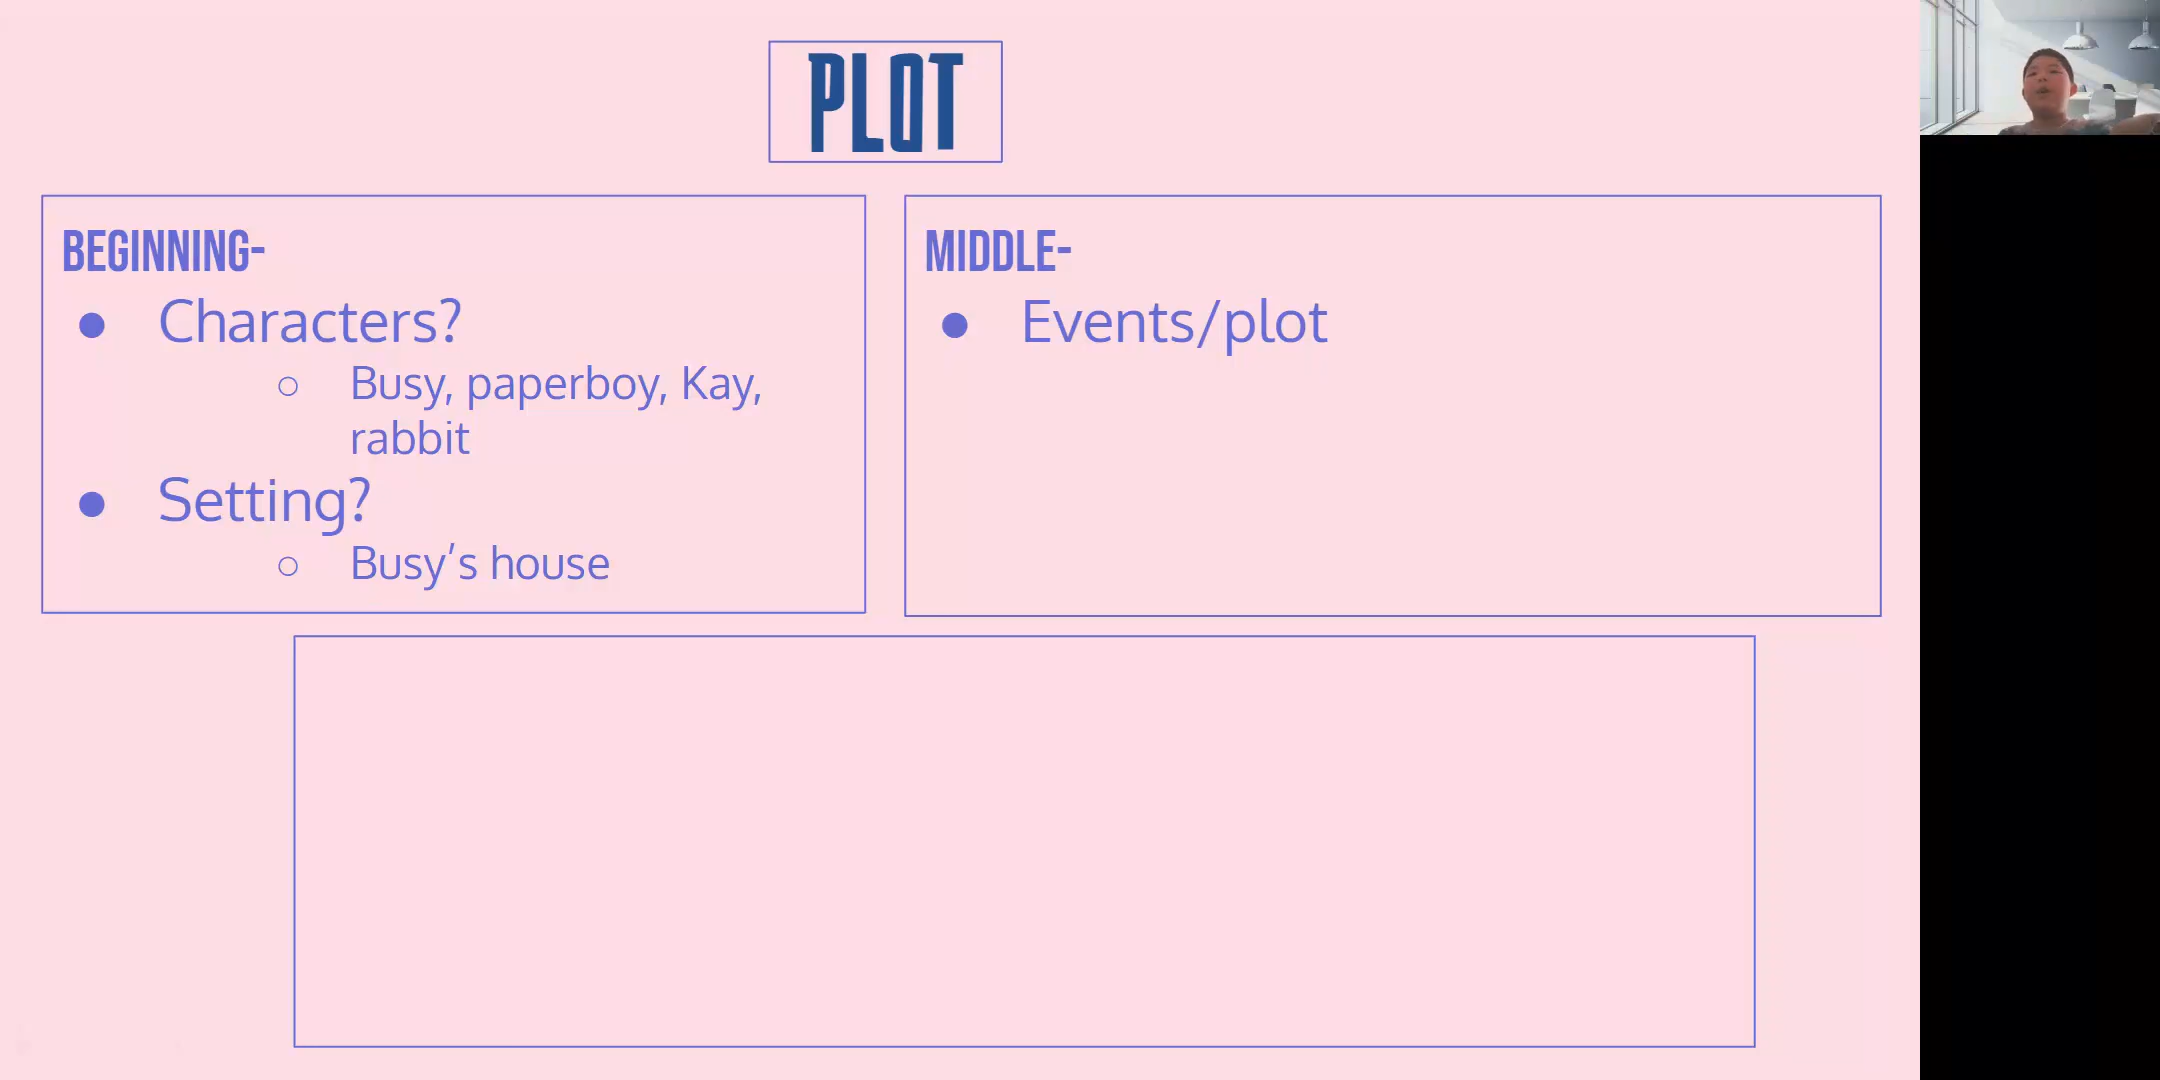 PLOT
BEGINNING-
● Characters?
○ Busy, paperboy, Kay,
rabbit
● Setting?
○ Busy's house
MIDDLE-
● Events/plot